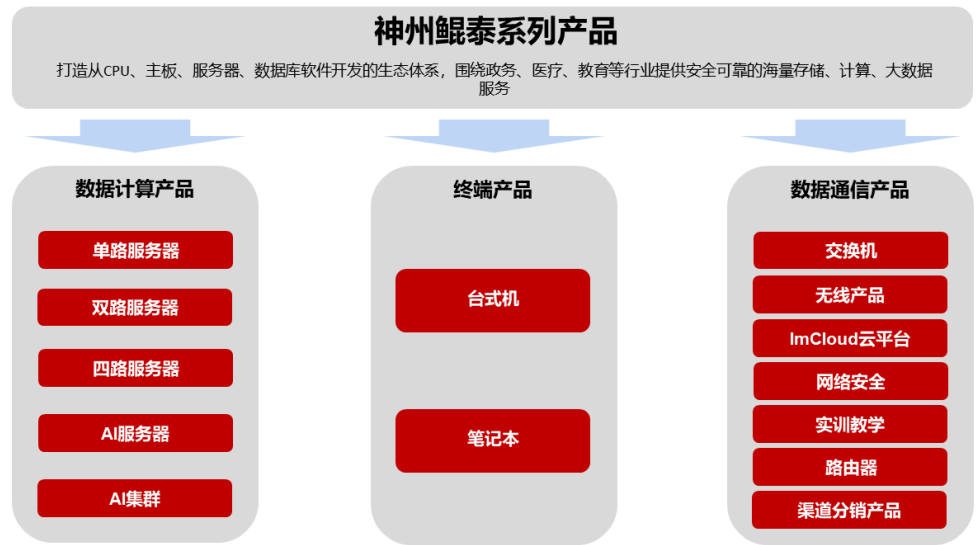 神州鲲泰系列产品
打造从CPU、主板、服务器、数据库软件开发的生态体系，围绕政务、医疗、教育等行业提供安全可靠的海量存储、计算、大数据
服务
数据计算产品
单路服务器
双路服务器
四路服务器
AI服务器
AI集群
终端产品
台式机
笔记本
数据通信产品
交换机
无线产品
ImCloud云平台
网络安全
实训教学
路由器
渠道分销产品